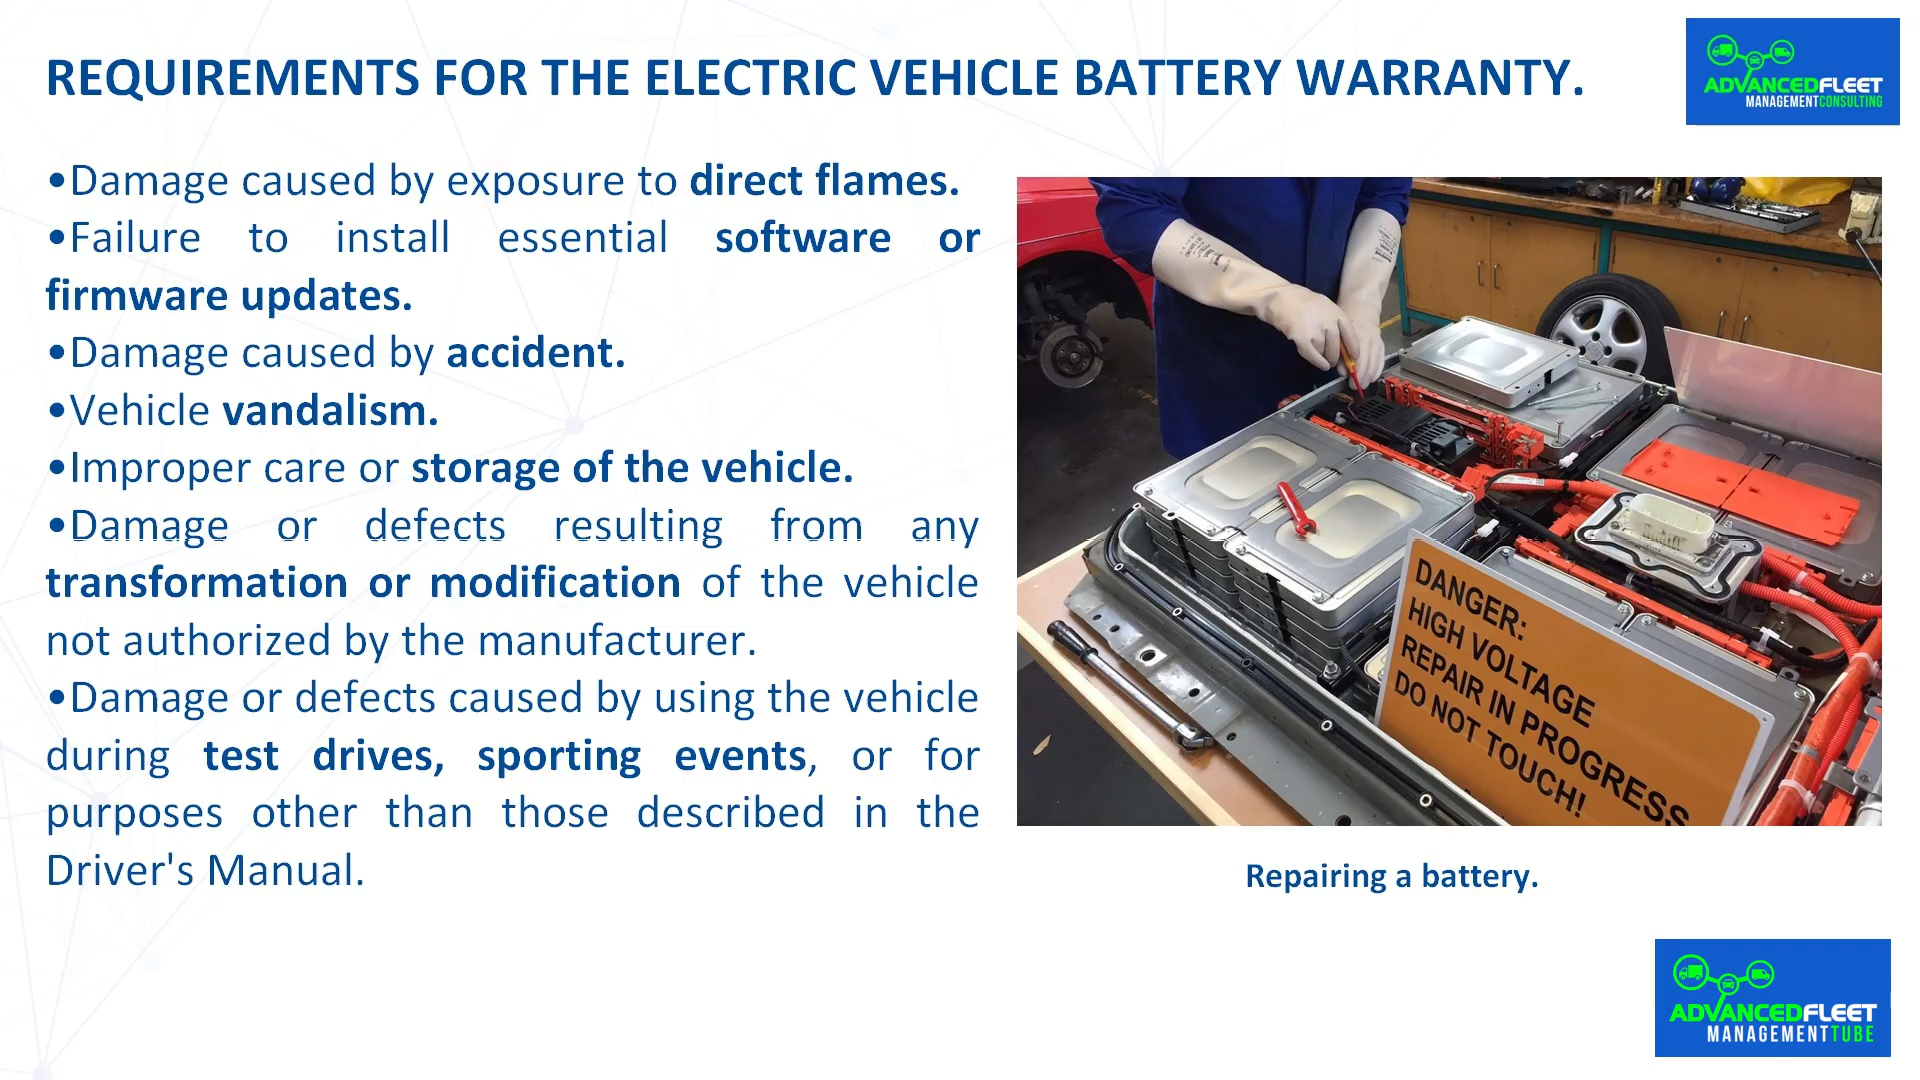 REQUIREMENTS FOR THE ELECTRIC VEHICLE BATTERY WARRANTY.
ADVANCEDFLEET
MANAGEMENTCONSULTING
•Damage caused by exposure to direct flames.
•Failure to install essential software or
firmware updates.
•Damage caused by accident.
•Vehicle vandalism.
•Improper care or storage of the vehicle.
•Damage or defects resulting from any
transformation or modification of the vehicle
not authorized by the manufacturer.
•Damage or defects caused by using the vehicle
during test drives, sporting events, or for
purposes other than those described in the
Driver's Manual.
DANGER:
HIGH VOLTAGE
REPAIR IN PROGRESS
DO NOT TOUCH!
Repairing a battery.
ADVANCEDFLEET
MANAGEMENTTUBE